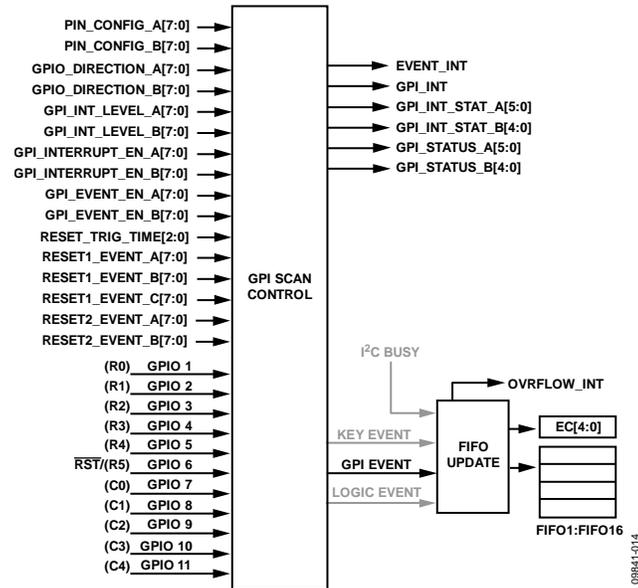 PIN_CONFIG_A[7:0]
PIN_CONFIG_B[7:0]
GPIO_DIRECTION_A[7:0]
GPIO_DIRECTION_B[7:0]
GPI_INT_LEVEL_A[7:0]
GPI_INT_LEVEL_B[7:0]
GPI_INTERRUPT_EN_A[7:0]
GPI_INTERRUPT_EN_B[7:0]
GPI_EVENT_EN_A[7:0]
GPI_EVENT_EN_B[7:0]
RESET_TRIG_TIME[2:0]
RESET1_EVENT_A[7:0]
RESET1_EVENT_B[7:0]
RESET1_EVENT_C[7:0]
RESET2_EVENT_A[7:0]
RESET2_EVENT_B[7:0]
(R0) GPIO 1
(R1) GPIO 2
(R2) GPIO 3
(R3) GPIO 4
(R4) GPIO 5
RST/(R5) GPIO 6
(C0) GPIO 7
(C1) GPIO 8
(C2) GPIO 9
(C3) GPIO 10
(C4) GPIO 11
GPI SCAN
CONTROL
EVENT_INT
GPI_INT
GPI_INT_STAT_A[5:0]
GPI_INT_STAT_B[4:0]
GPI_STATUS_A[5:0]
GPI_STATUS_B[4:0]
I2C BUSY
KEY EVENT
GPI EVENT
LOGIC EVENT
FIFO
UPDATE
OVRFLOW_INT
EC[4:0]
FIFO1:FIFO16
09841-014